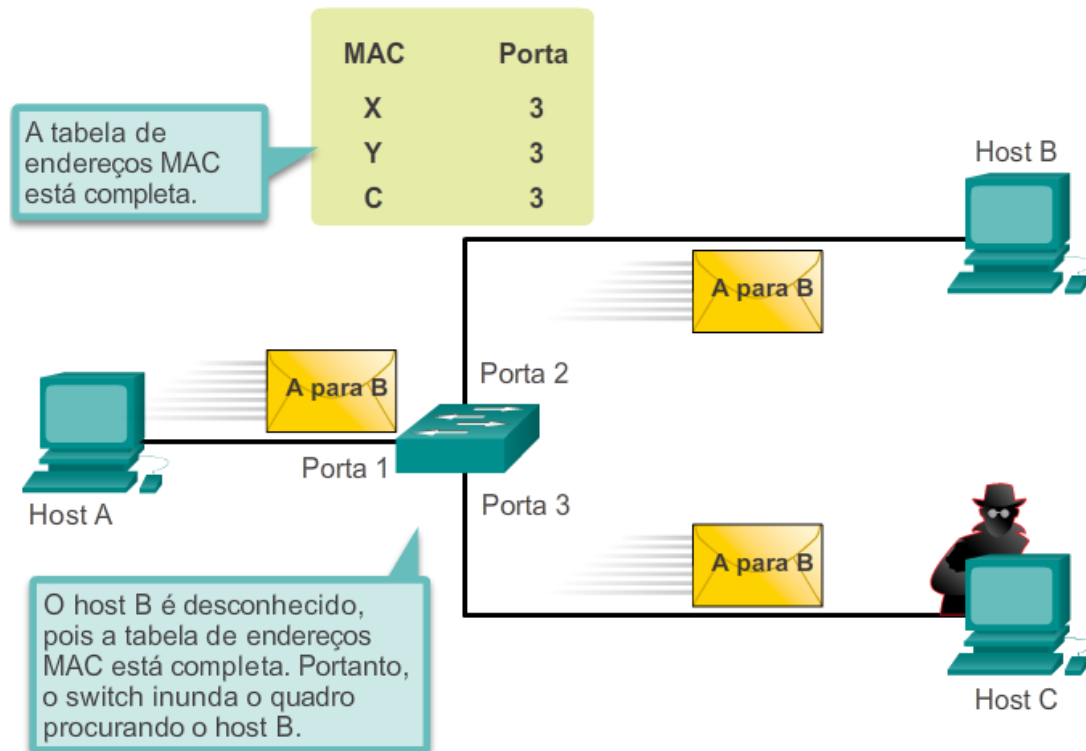 MAC Porta
X 3
Y 3
C 3
A tabela de
endereços MAC
está completa.
Host B
A para B
Porta 2
A para B
Porta 1
Host A
Porta 3
A para B
O host B é desconhecido,
pois a tabela de endereços
MAC está completa. Portanto,
o switch inunda o quadro
procurando o host B.
Host C